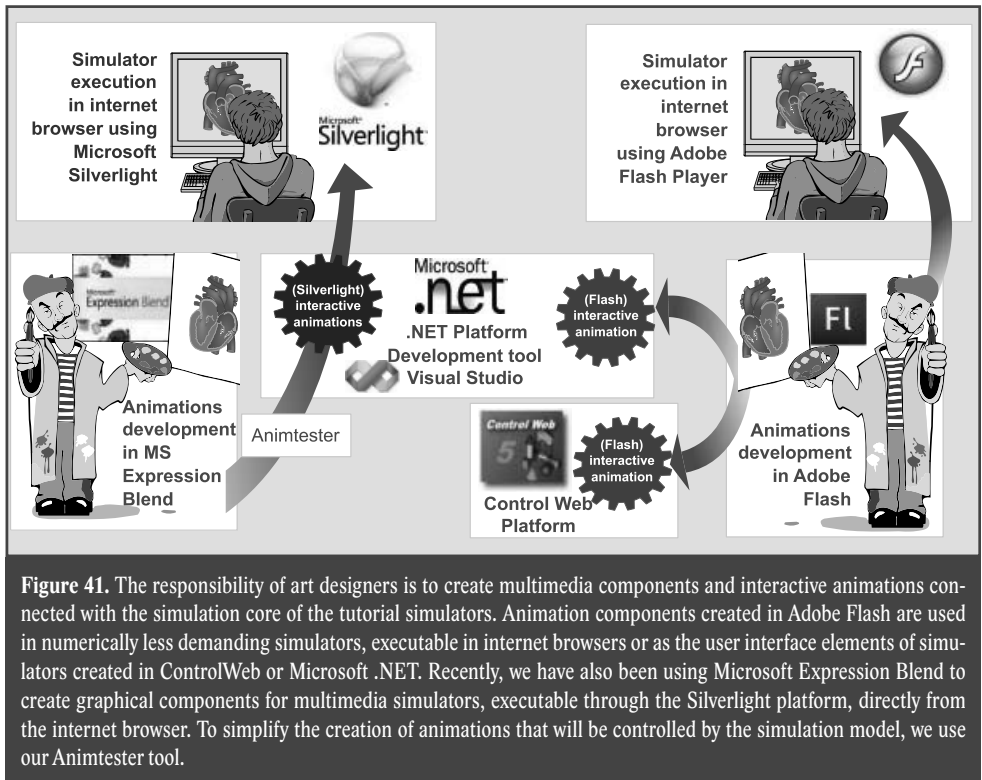 Simulator
execution
in internet
browser using
Microsoft
Silverlight
Microsoft
Silverlight
Simulator
execution in
internet
browser
using Adobe
Flash Player
Microsoft
Expression Blend
Animations
development
in MS
Expression
Blend
Animtester
(Silverlight)
interactive
animations
Microsoft
.net
.NET Platform
Development tool
Visual Studio
(Flash)
interactive
animation
Control Web
5
(Flash)
interactive
animation
Control Web
Platform
Fl
Animations
development
in Adobe
Flash
Figure 41. The responsibility of art designers is to create multimedia components and interactive animations con-
nected with the simulation core of the tutorial simulators. Animation components created in Adobe Flash are used
in numerically less demanding simulators, executable in internet browsers or as the user interface elements of simu-
lators created in ControlWeb or Microsoft .NET. Recently, we have also been using Microsoft Expression Blend to
create graphical components for multimedia simulators, executable through the Silverlight platform, directly from
the internet browser. To simplify the creation of animations that will be controlled by the simulation model, we use
our Animtester tool.